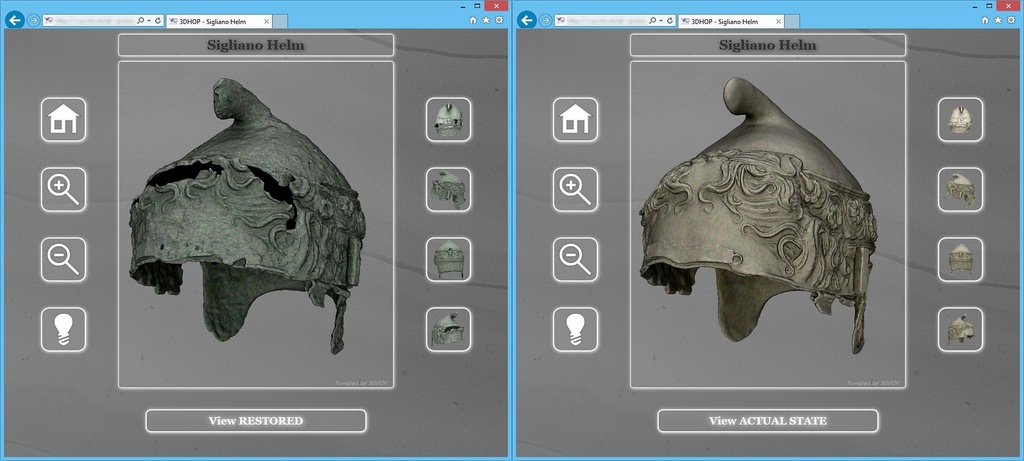 3DHOP - Sigliano Helm
Sigliano Helm
Powered by 3DHOP
View RESTORED
3DHOP - Sigliano Helm
Sigliano Helm
Powered by 3DHOP
View ACTUAL STATE